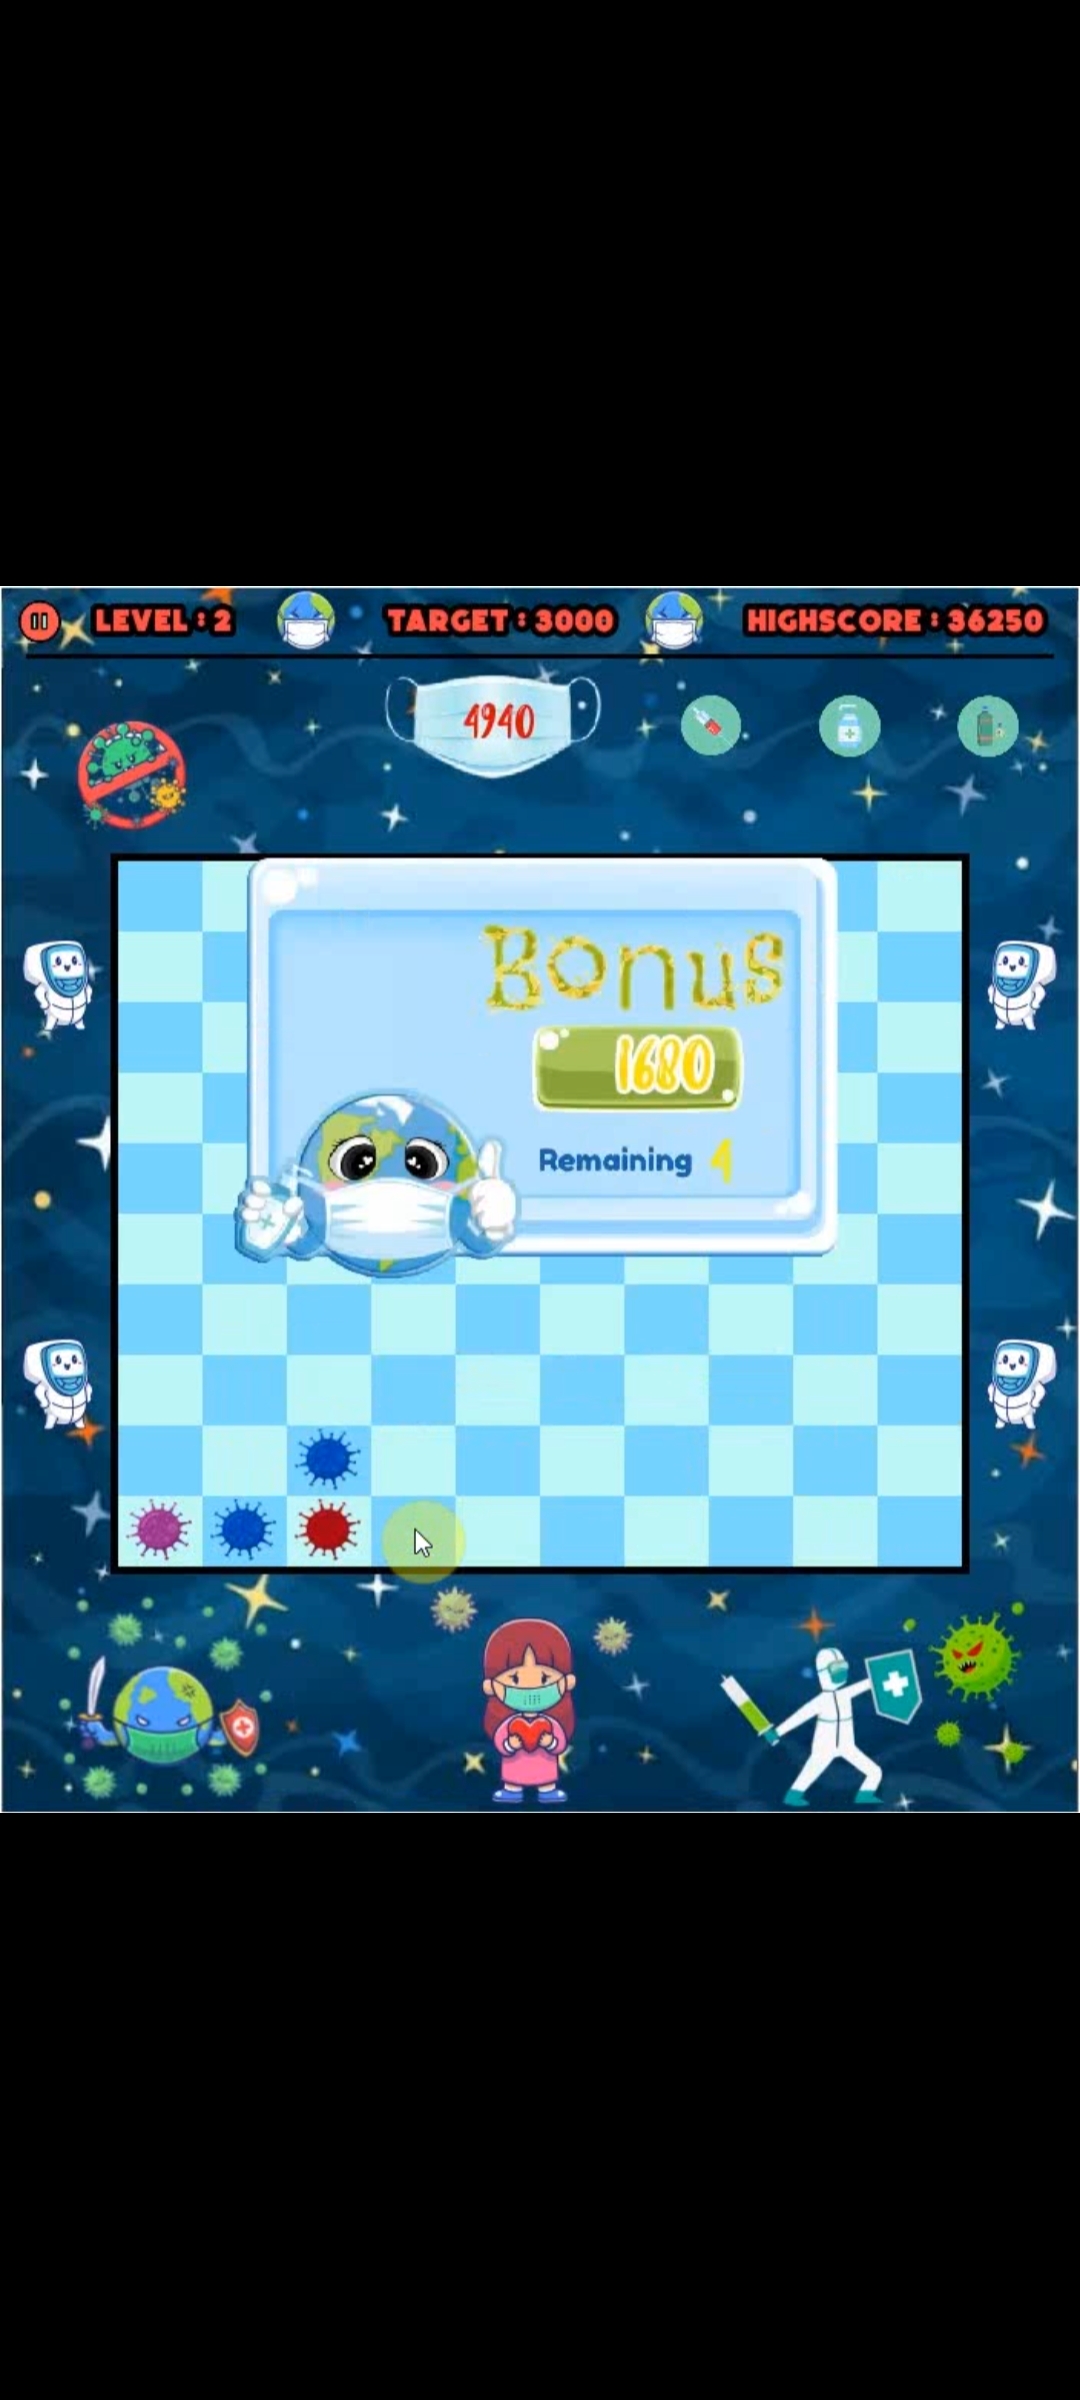 LEVEL : 2
TARGET : 3000
HIGHSCORE : 36250
4940
Bonus
1680
Remaining 4